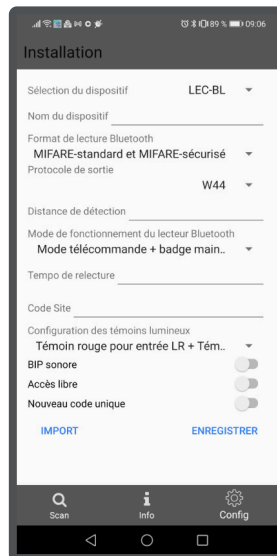 89 % 09:06
Installation
Sélection du dispositif LEC-BL
Nom du dispositif
Format de lecture Bluetooth
MIFARE-standard et MIFARE-sécurisé
Protocole de sortie
W44
Distance de détection
Mode de fonctionnement du lecteur Bluetooth
Mode télécommande + badge main..
Tempo de relecture
Code Site
Configuration des témoins lumineux
Témoin rouge pour entrée LR + Tém..
BIP sonore
Accès libre
Nouveau code unique
IMPORT ENREGISTRER
Scan Info Config